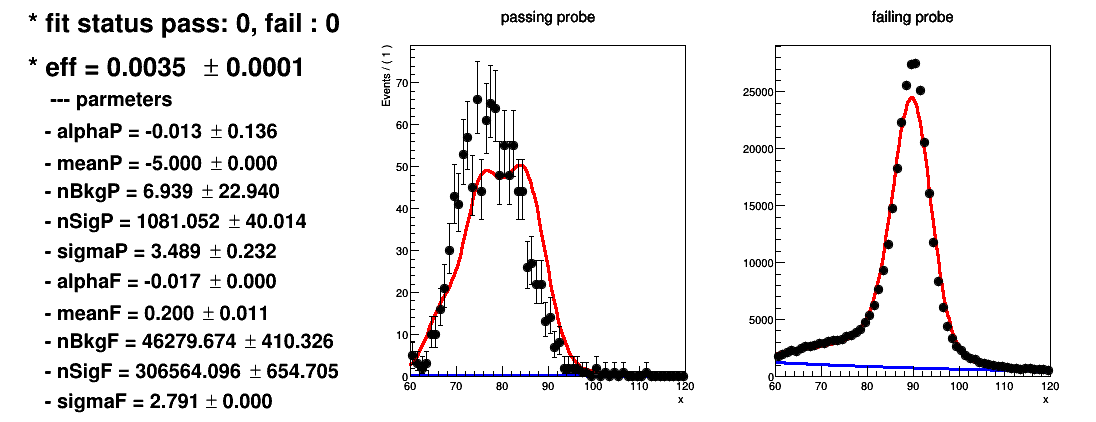 * fit status pass: 0, fail : 0
* eff = 0.0035 ± 0.0001
--- parmeters
- alphaP = -0.013 ± 0.136
- meanP = -5.000 ± 0.000
- nBkgP = 6.939 ± 22.940
- nSigP = 1081.052 ± 40.014
- sigmaP = 3.489 ± 0.232
- alphaF = -0.017 ± 0.000
- meanF = 0.200 ± 0.011
- nBkgF = 46279.674 ± 410.326
- nSigF = 306564.096 ± 654.705
- sigmaF = 2.791 ± 0.000
passing probe
Events / ( 1 )
70
60
50
40
30
20
10
0
60 70 80 90 100 110 120
x
failing probe
25000
20000
15000
10000
5000
0
60 70 80 90 100 110 120
x